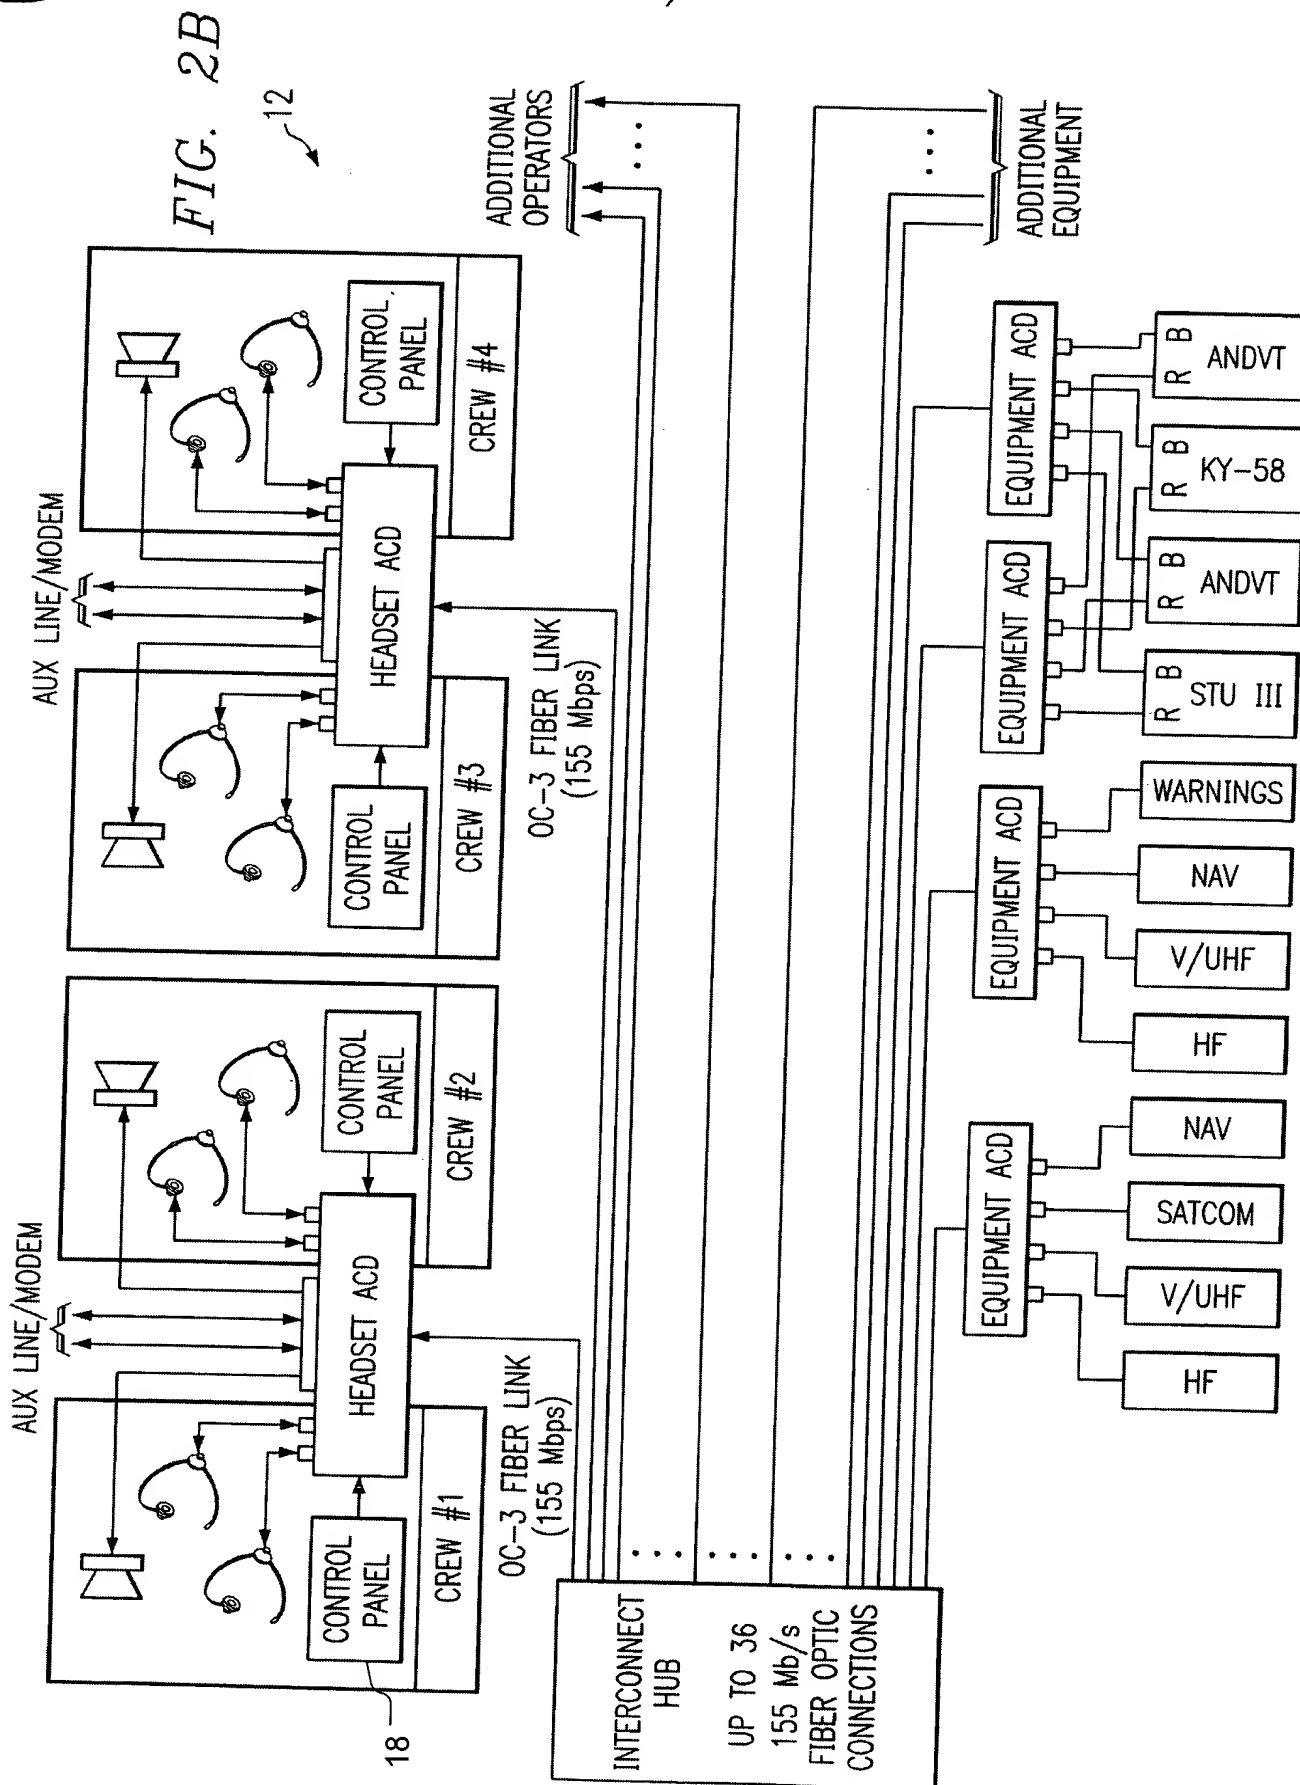 FIG. 2B
12
AUX LINE/MODEM
AUX LINE/MODEM
CONTROL
PANEL
HEADSET ACD
CONTROL
PANEL
CREW #1
CREW #2
CONTROL
PANEL
HEADSET ACD
CONTROL
PANEL
CREW #3
CREW #4
18
OC-3 FIBER LINK
(155 Mbps)
OC-3 FIBER LINK
(155 Mbps)
ADDITIONAL
OPERATORS
INTERCONNECT
HUB
UP TO 36
155 Mb/s
FIBER OPTIC
CONNECTIONS
ADDITIONAL
EQUIPMENT
EQUIPMENT ACD
EQUIPMENT ACD
EQUIPMENT ACD
EQUIPMENT ACD
HF
V/UHF
SATCOM
NAV
HF
V/UHF
NAV
WARNINGS
R B
STU III
R B
ANDVT
R B
KY-58
R B
ANDVT